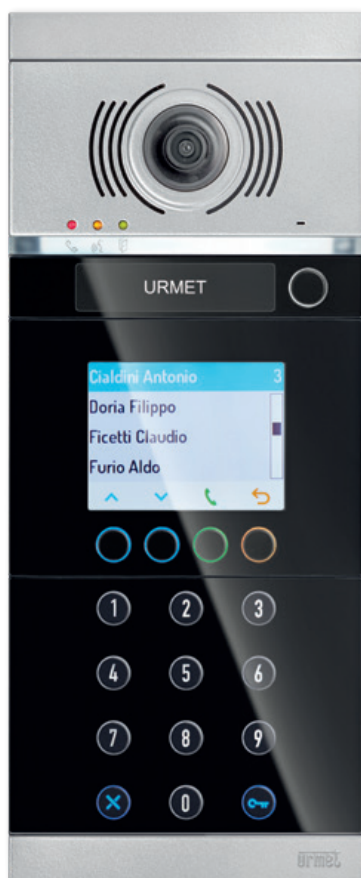 URMET
Cialdini Antonio 3
Doria Filippo
Ficetti Claudio
Furio Aldo
1 2 3
4 5 6
7 8 9
0
urmet